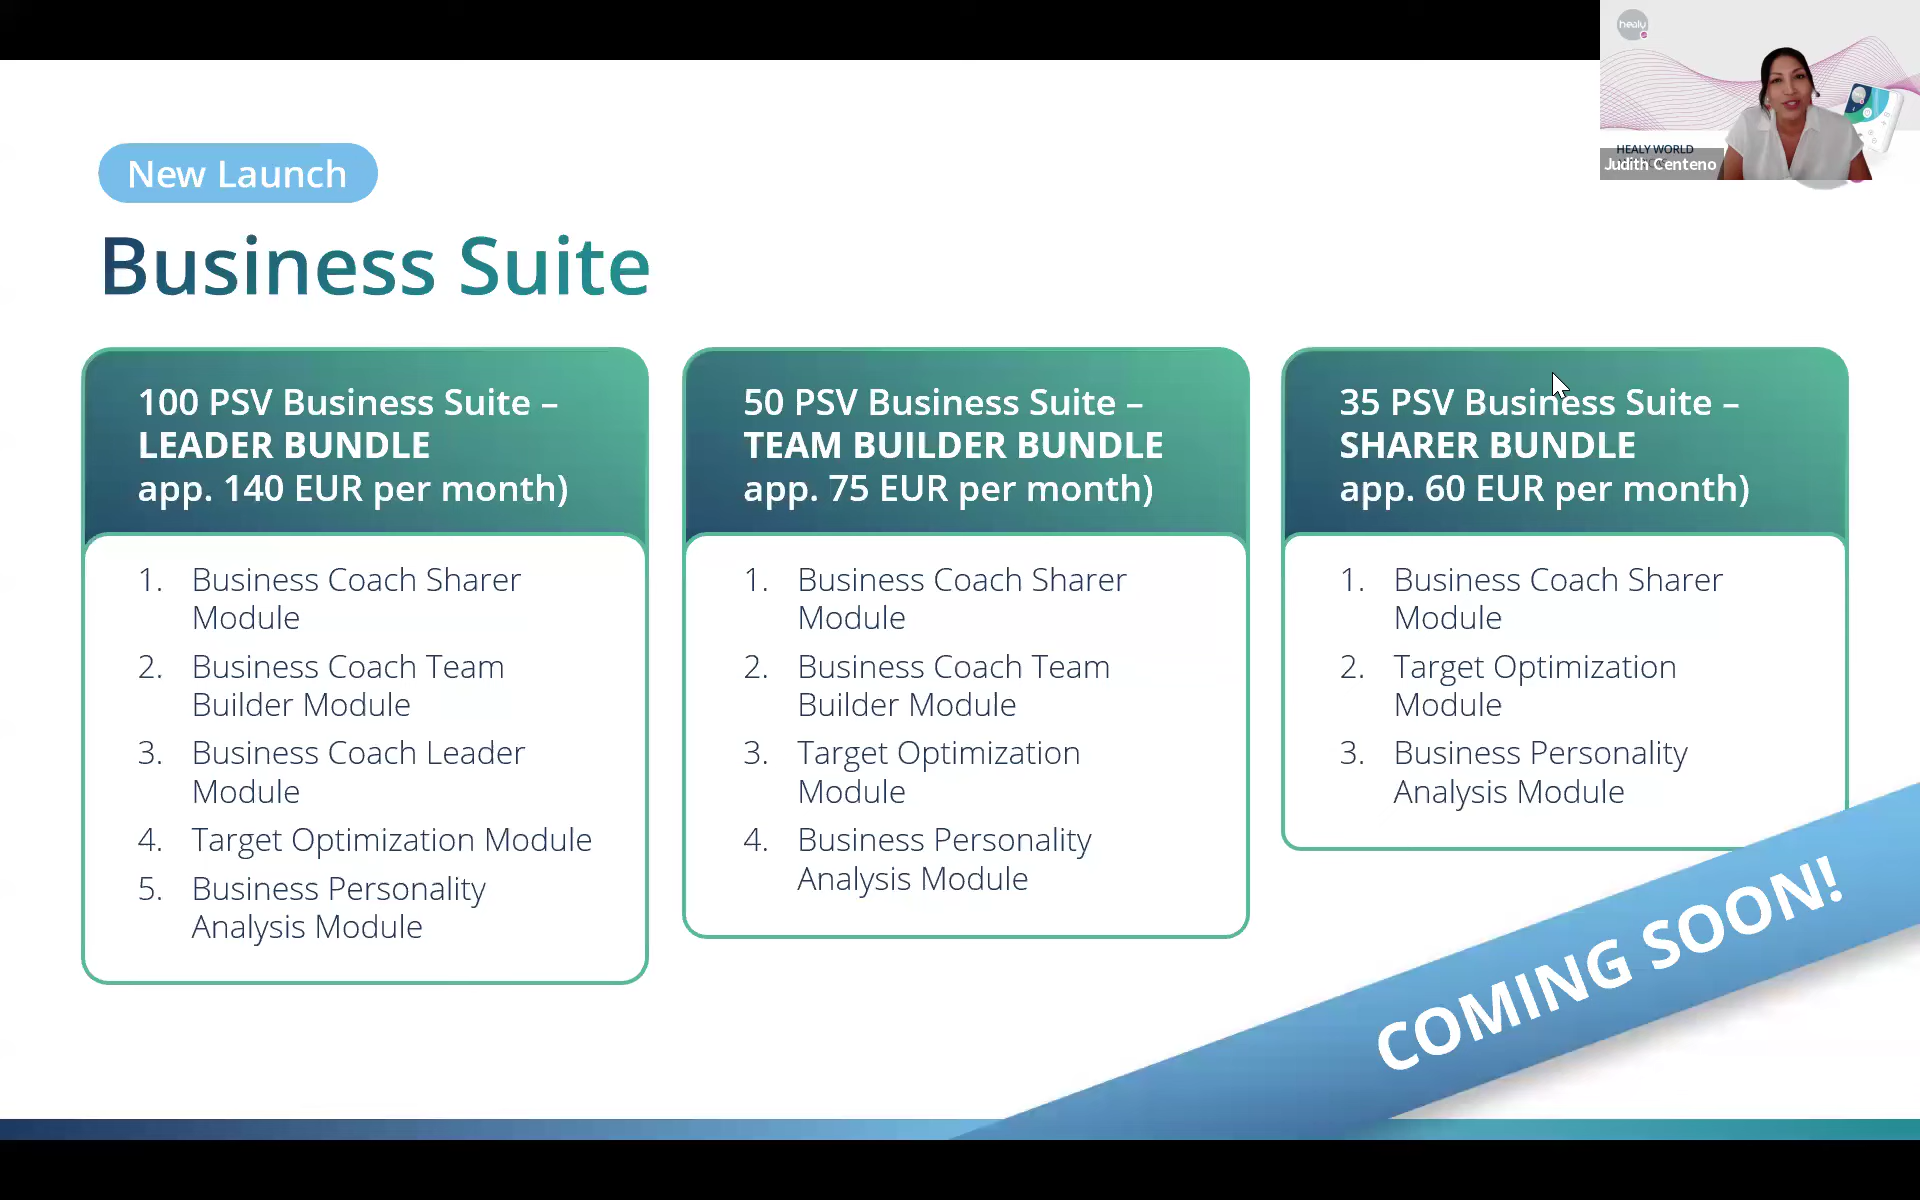 healy
HEALY WORLD
Judith Centeno
New Launch
Business Suite
100 PSV Business Suite –
LEADER BUNDLE
app. 140 EUR per month)
1. Business Coach Sharer
Module
2. Business Coach Team
Builder Module
3. Business Coach Leader
Module
4. Target Optimization Module
5. Business Personality
Analysis Module
50 PSV Business Suite –
TEAM BUILDER BUNDLE
app. 75 EUR per month)
1. Business Coach Sharer
Module
2. Business Coach Team
Builder Module
3. Target Optimization
Module
4. Business Personality
Analysis Module
35 PSV Business Suite –
SHARER BUNDLE
app. 60 EUR per month)
1. Business Coach Sharer
Module
2. Target Optimization
Module
3. Business Personality
Analysis Module
COMING SOON!